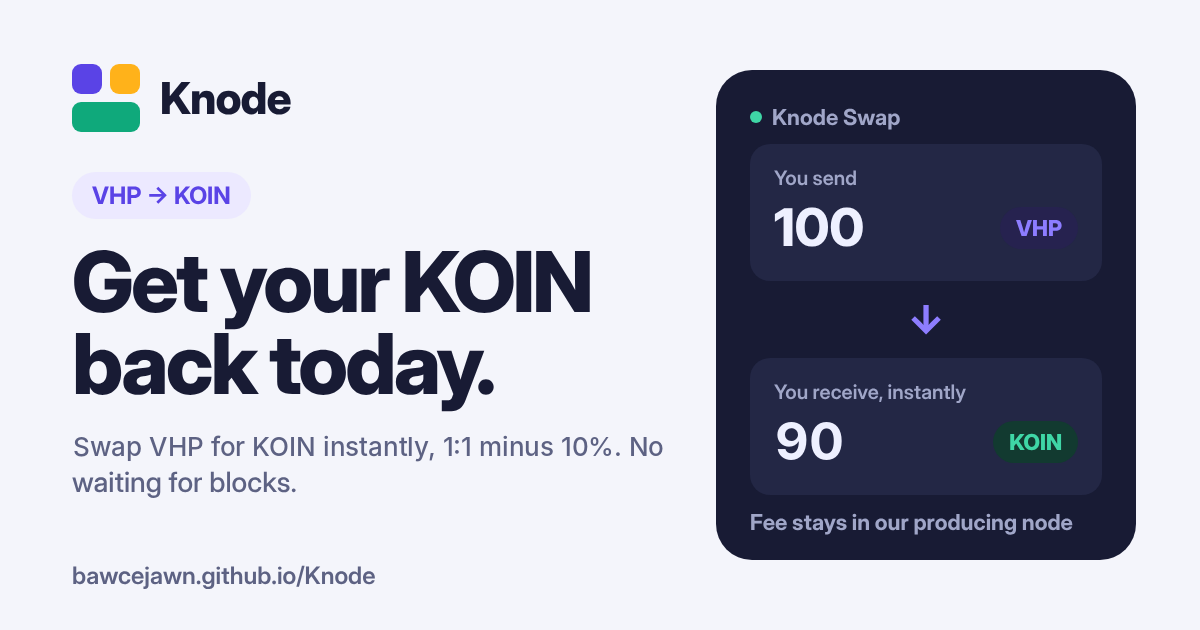 Knode
VHP → KOIN
Get your KOIN
back today.
Swap VHP for KOIN instantly, 1:1 minus 10%. No
waiting for blocks.
bawcejawn.github.io/Knode
Knode Swap
You send
100
VHP
↓
You receive, instantly
90
KOIN
Fee stays in our producing node